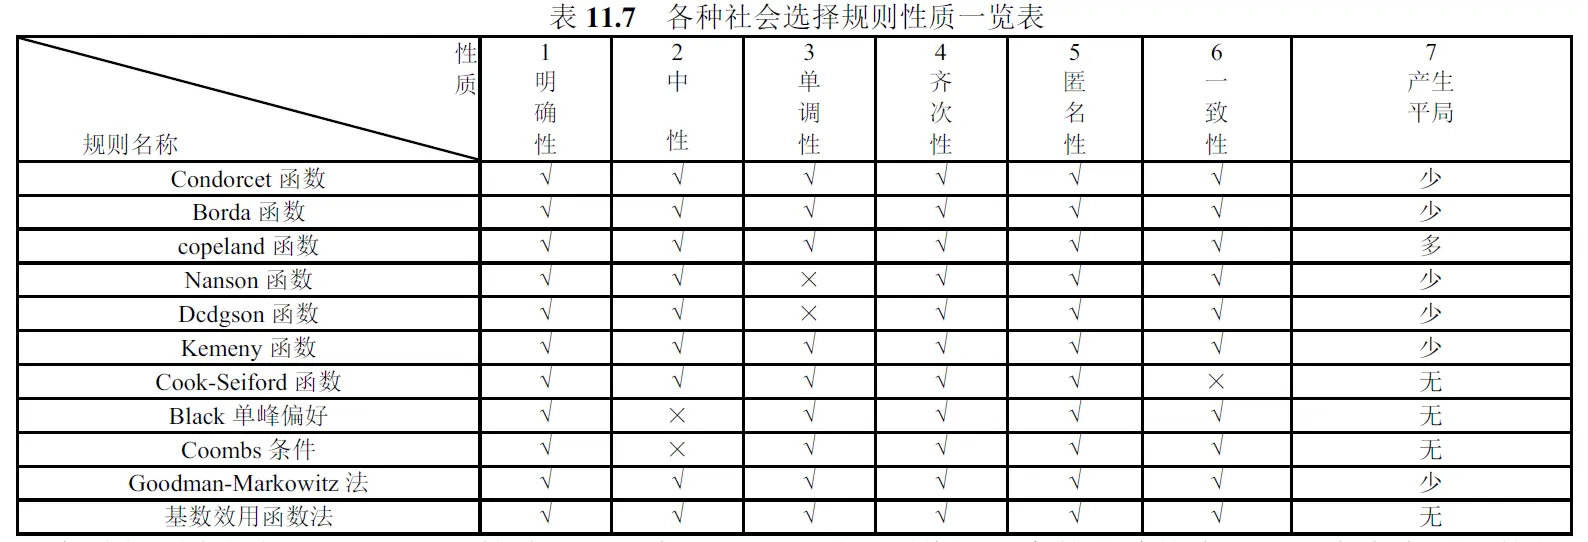 表 11.7 各种社会选择规则性质一览表
性质 规则名称 1 明确性 2 中性 3 单调性 4 齐次性 5 匿名性 6 一致性 7 产生平局
Condorcet 函数 √ √ √ √ √ √ 少
Borda 函数 √ √ √ √ √ √ 少
copeland 函数 √ √ √ √ √ √ 多
Nanson 函数 √ √ × √ √ √ 少
Dcdgson 函数 √ √ × √ √ √ 少
Kemeny 函数 √ √ √ √ √ √ 少
Cook-Seiford 函数 √ √ √ √ √ × 无
Black 单峰偏好 √ × √ √ √ √ 无
Coombs 条件 √ × √ √ √ √ 无
Goodman-Markowitz 法 √ √ √ √ √ √ 少
基数效用函数法 √ √ √ √ √ √ 无